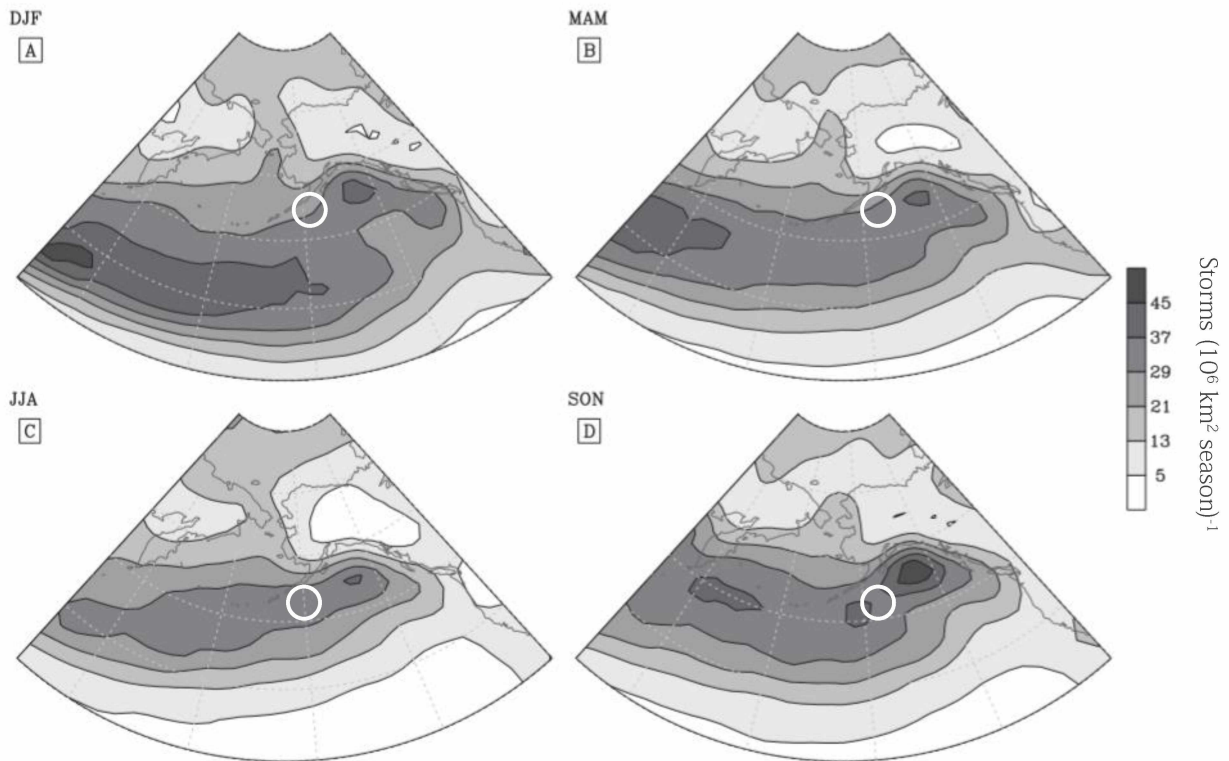 DJF
A
MAM
B
JJA
C
SON
D
45
37
29
21
13
5
Storms (10⁶ km² season)⁻¹